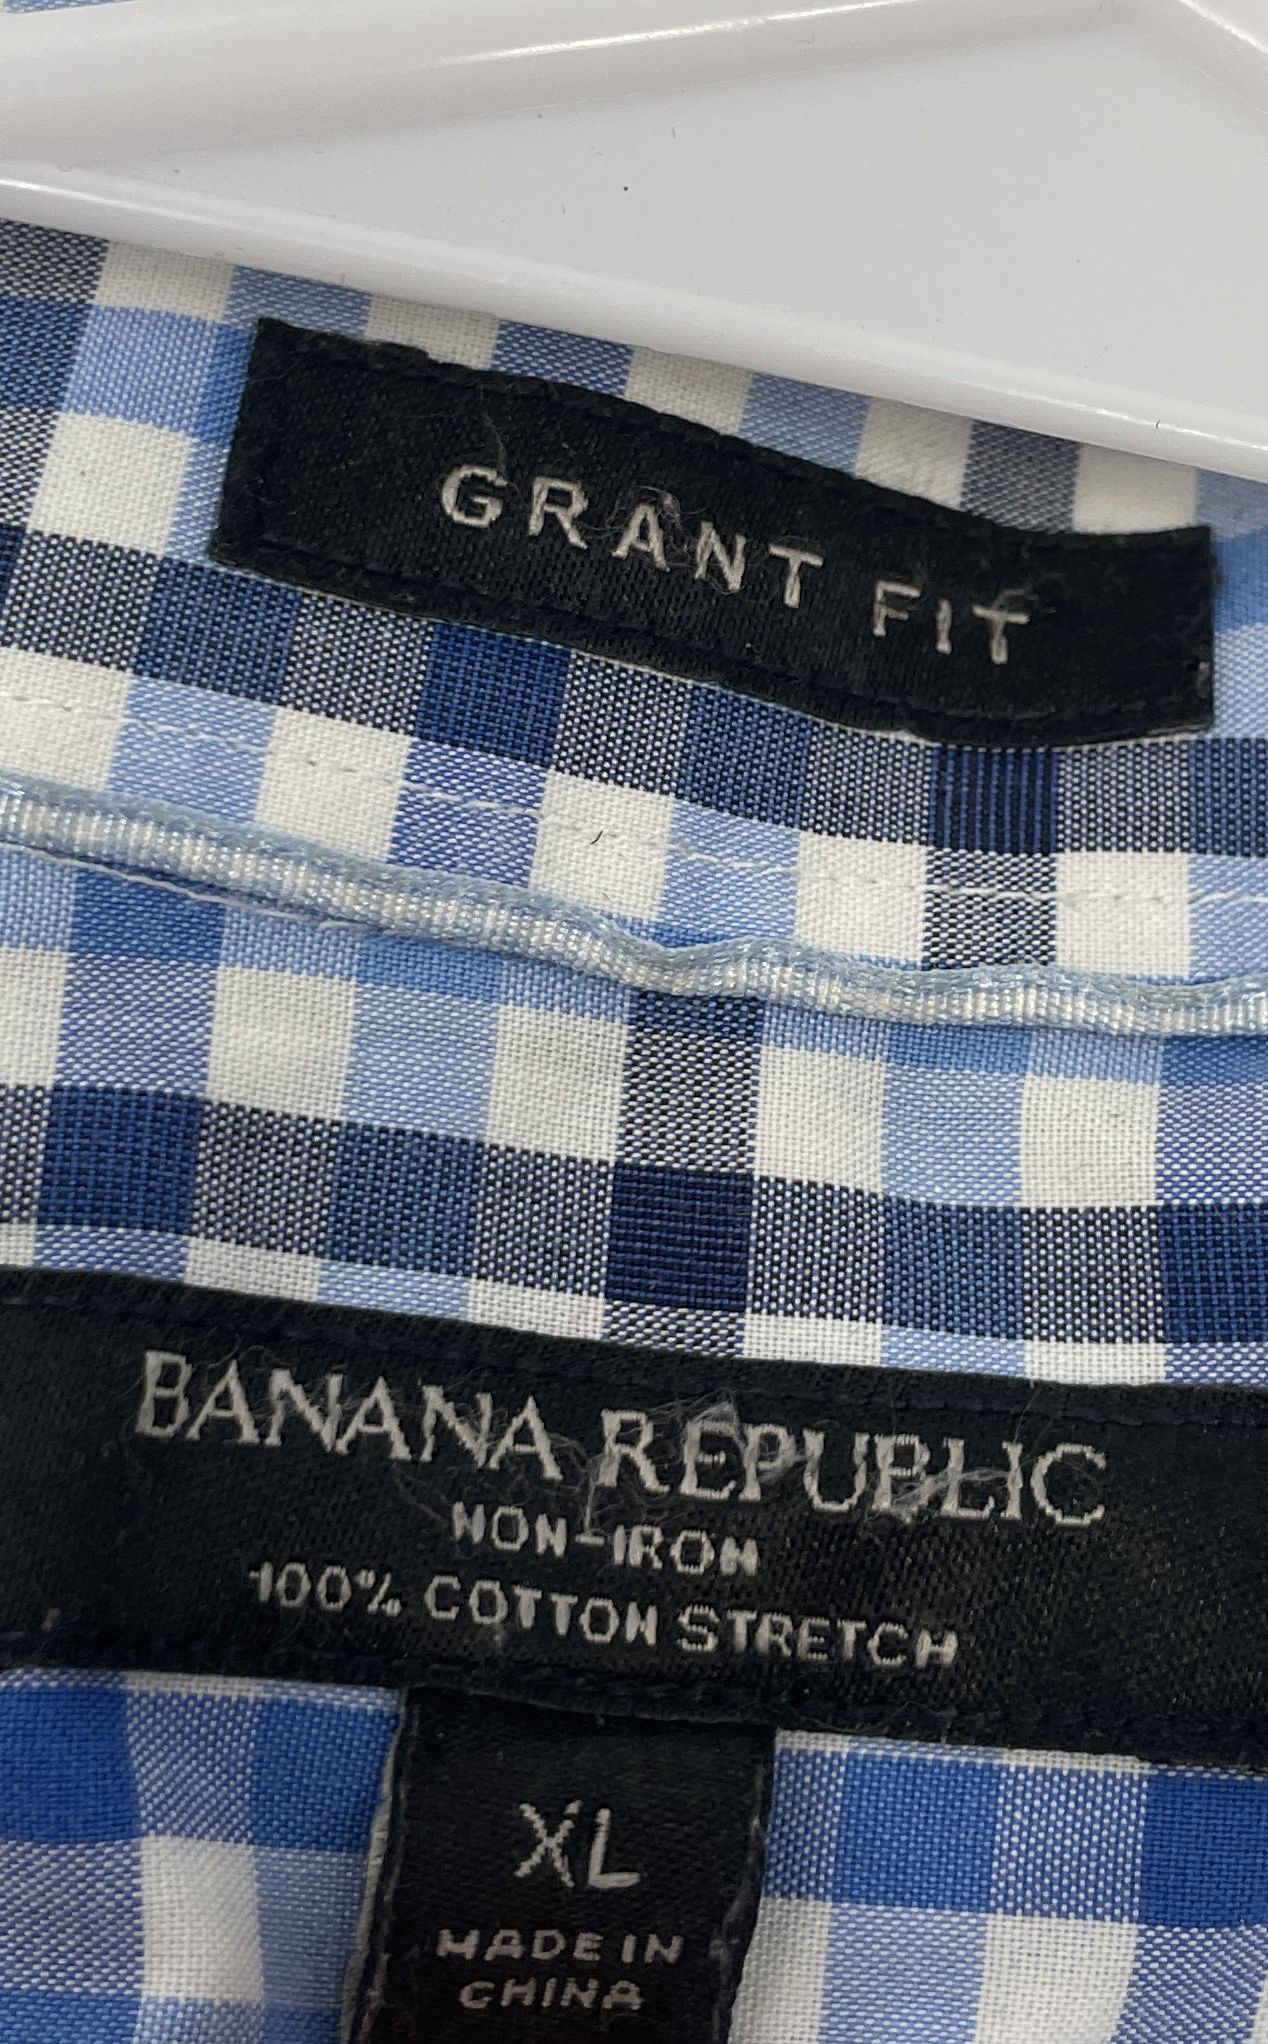 GRANT FIT
BANANA REPUBLIC
NON-IRON
100% COTTON STRETCH
XL
MADE IN
CHINA